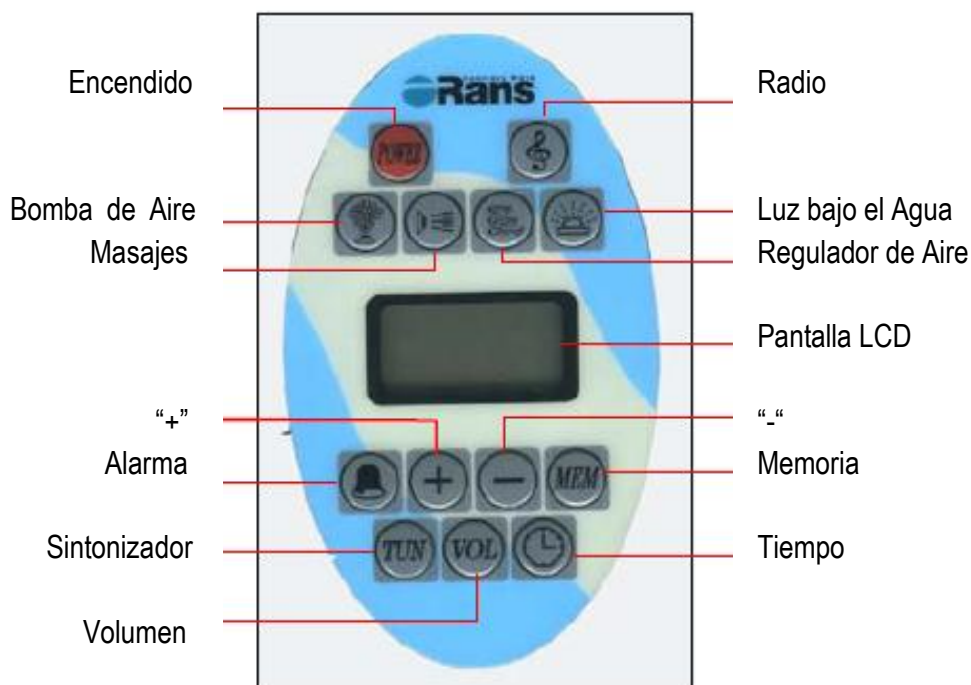 Encendido
Radio
Rans
POWER
Bomba de Aire
Masajes
Luz bajo el Agua
Regulador de Aire
Pantalla LCD
"+"
"-"
Alarma
Memoria
+
−
MEM
Sintonizador
Tiempo
TUN
VOL
Volumen